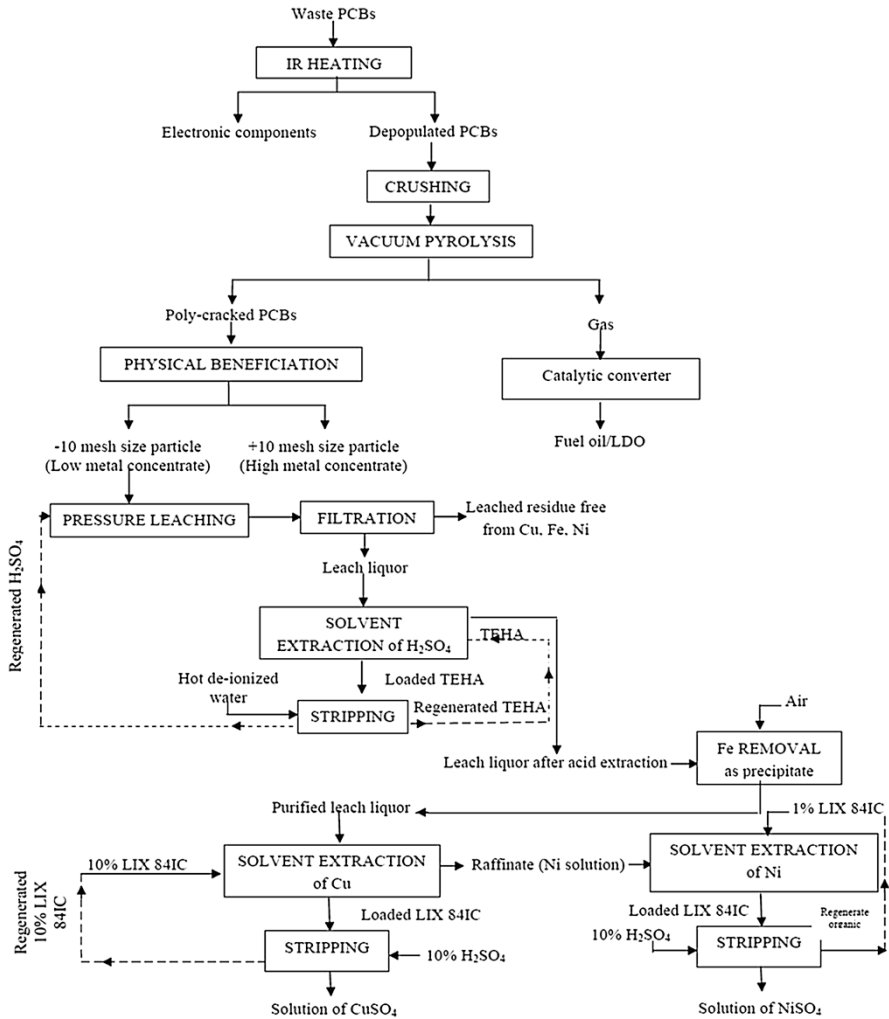 Waste PCBs
IR HEATING
Electronic components
Depopulated PCBs
CRUSHING
VACUUM PYROLYSIS
Poly-cracked PCBs
Gas
PHYSICAL BENEFICIATION
Catalytic converter
Fuel oil/LDO
-10 mesh size particle
(Low metal concentrate)
+10 mesh size particle
(High metal concentrate)
PRESSURE LEACHING
FILTRATION
Leached residue free
from Cu, Fe, Ni
Regenerated H₂SO₄
Leach liquor
SOLVENT
EXTRACTION of H₂SO₄
TEHA
Loaded TEHA
Hot de-ionized
water
STRIPPING
Regenerated TEHA
Air
Leach liquor after acid extraction
Fe REMOVAL
as precipitate
Purified leach liquor
1% LIX 84IC
10% LIX 84IC
SOLVENT EXTRACTION
of Cu
Raffinate (Ni solution)
SOLVENT EXTRACTION
of Ni
Regenerated
10% LIX
84IC
Loaded LIX 84IC
STRIPPING
10% H₂SO₄
Loaded LIX 84IC
Regenerate
organic
10% H₂SO₄
STRIPPING
Solution of CuSO₄
Solution of NiSO₄